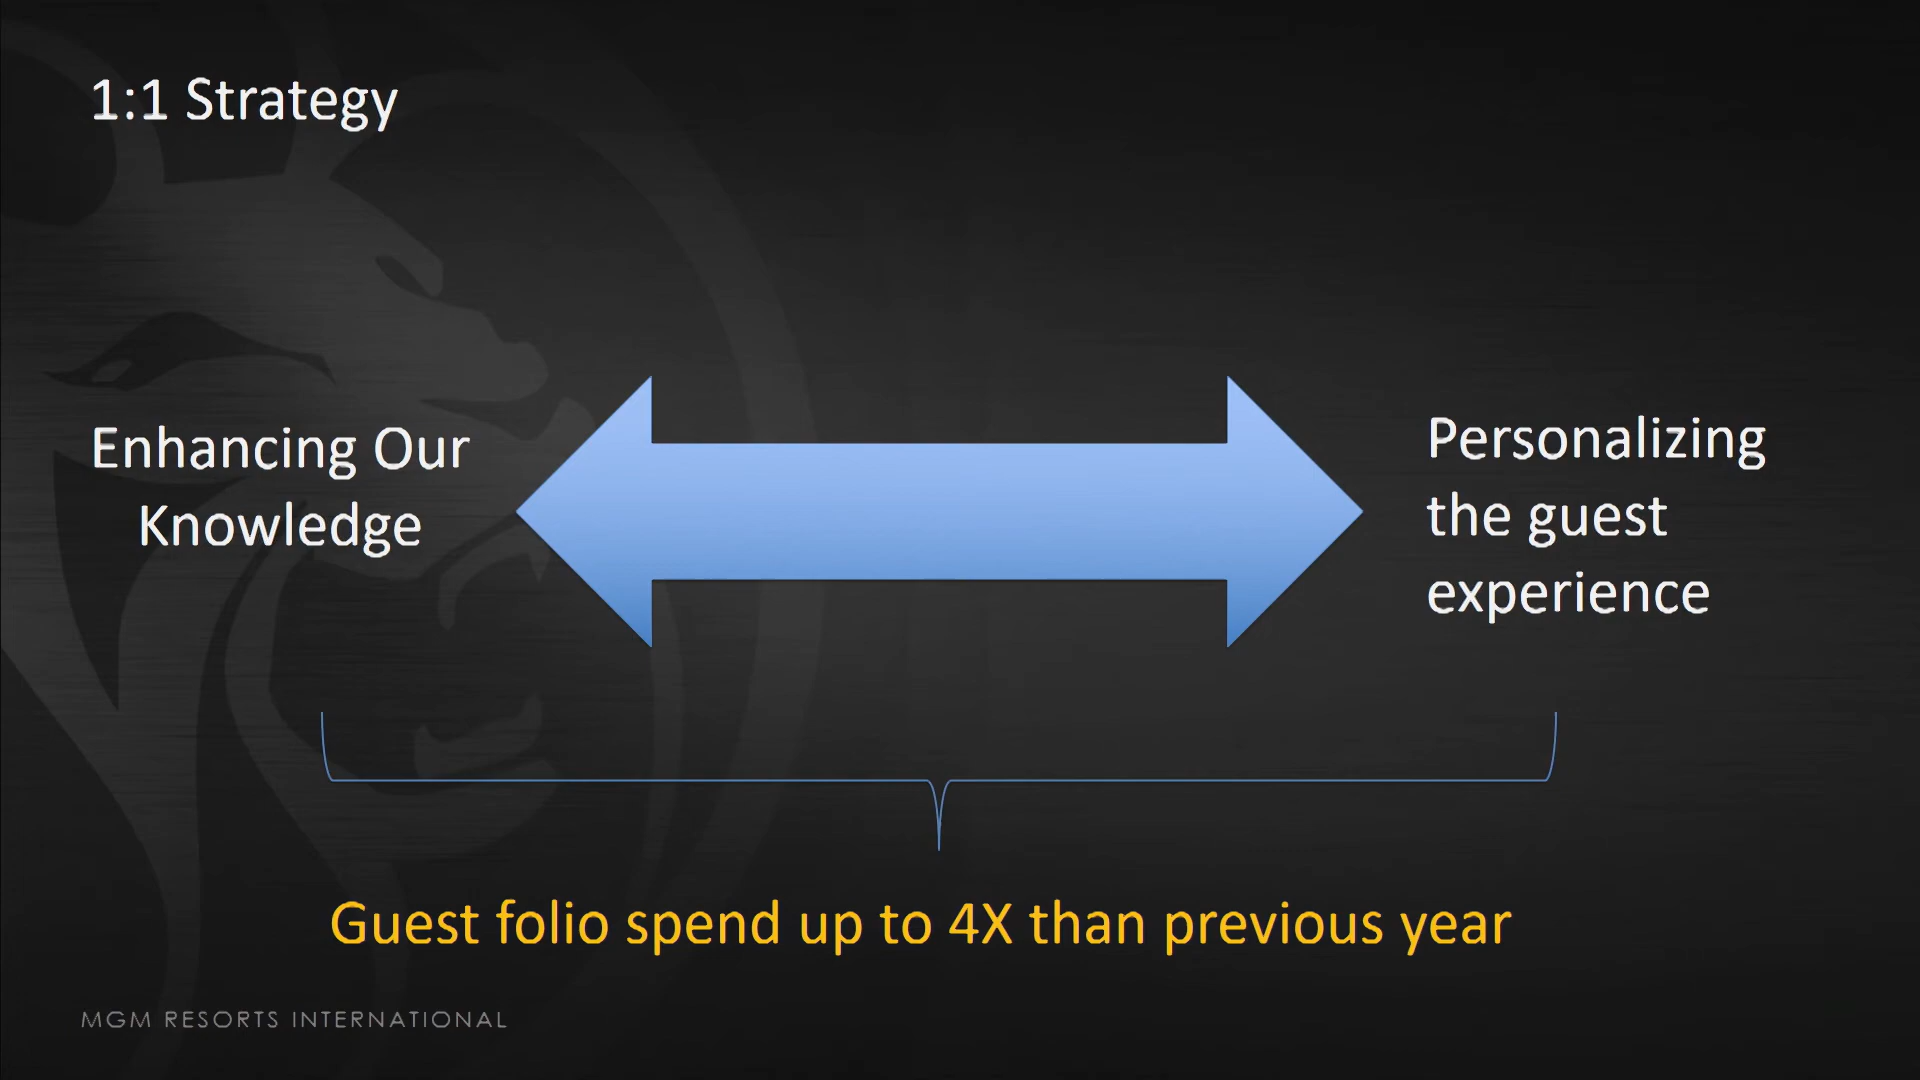 1:1 Strategy
Enhancing Our
Knowledge
Personalizing
the guest
experience
Guest folio spend up to 4X than previous year
MGM RESORTS INTERNATIONAL